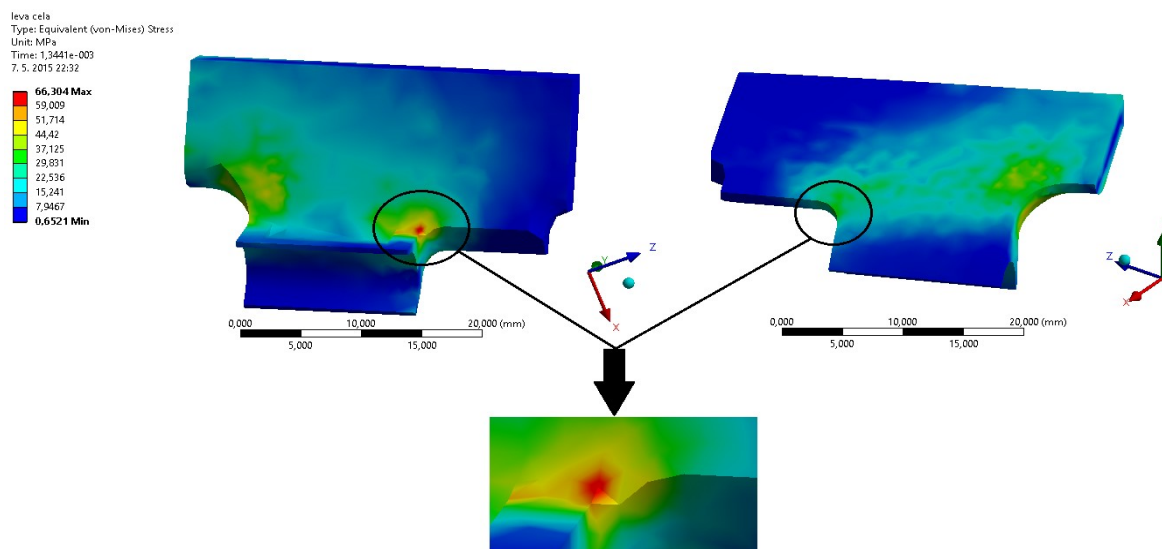 leva cela
Type: Equivalent (von-Mises) Stress
Unit: MPa
Time: 1,3441e-003
7. 5. 2015 22:32
66,304 Max
59,009
51,714
44,42
37,125
29,831
22,536
15,241
7,9467
0,6521 Min
Y
Z
X
0,000 10,000 20,000 (mm)
5,000 15,000
Z
X
0,000 10,000 20,000 (mm)
5,000 15,000